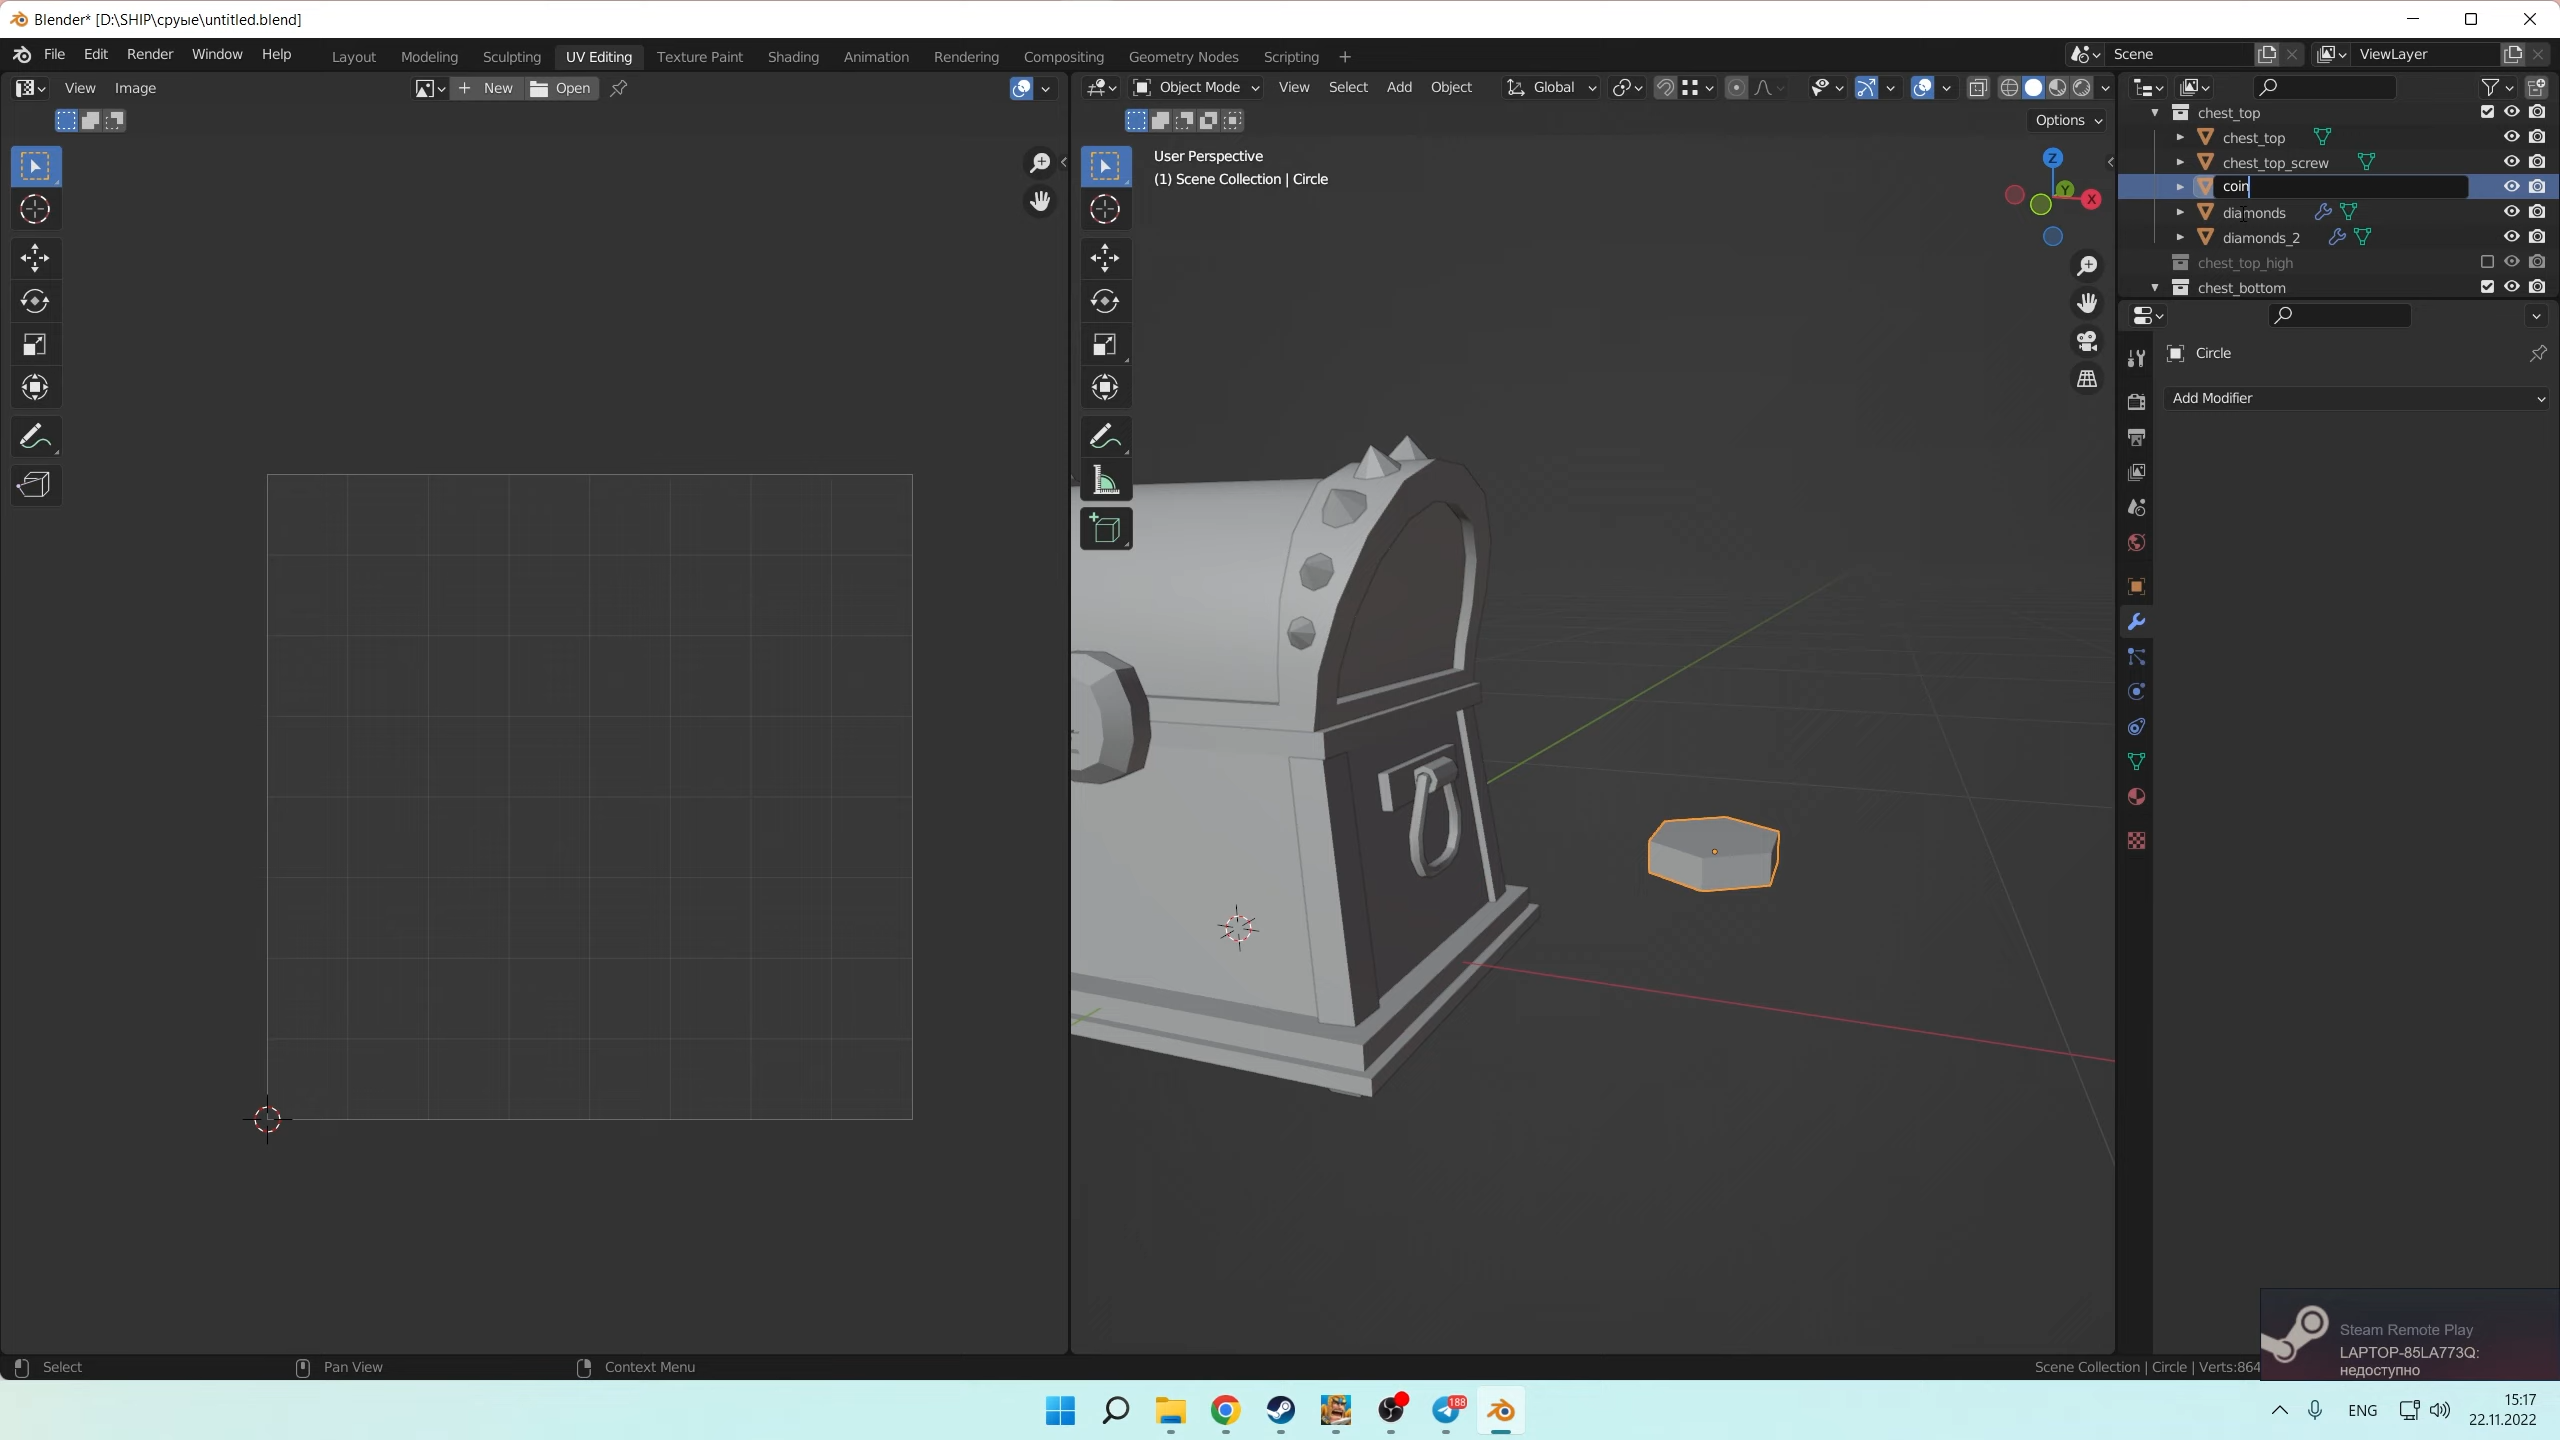 Blender* [D:\SHIP\сруые\untitled.blend]
File Edit Render Window Help
Layout Modeling Sculpting UV Editing Texture Paint Shading Animation Rendering Compositing Geometry Nodes Scripting +
Scene
ViewLayer
View Image
+ New
Open
Object Mode
View Select Add Object
Global
Options
User Perspective
(1) Scene Collection | Circle
Z
Y
X
chest_top
chest_top
chest_top_screw
coin
diamonds
diamonds_2
chest_top_high
chest_bottom
Circle
Add Modifier
Select
Pan View
Context Menu
Scene Collection | Circle | Verts:864
Steam Remote Play
LAPTOP-85LA773Q:
недоступно
188
ENG
15:17
22.11.2022